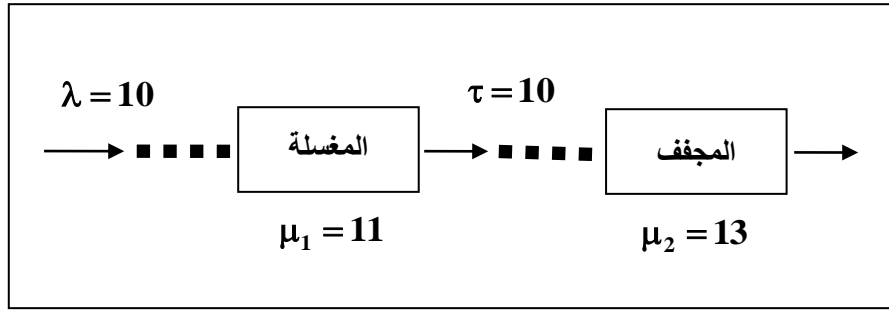 λ = 10
τ = 10
المغسلة
المجفف
μ₁ = 11
μ₂ = 13